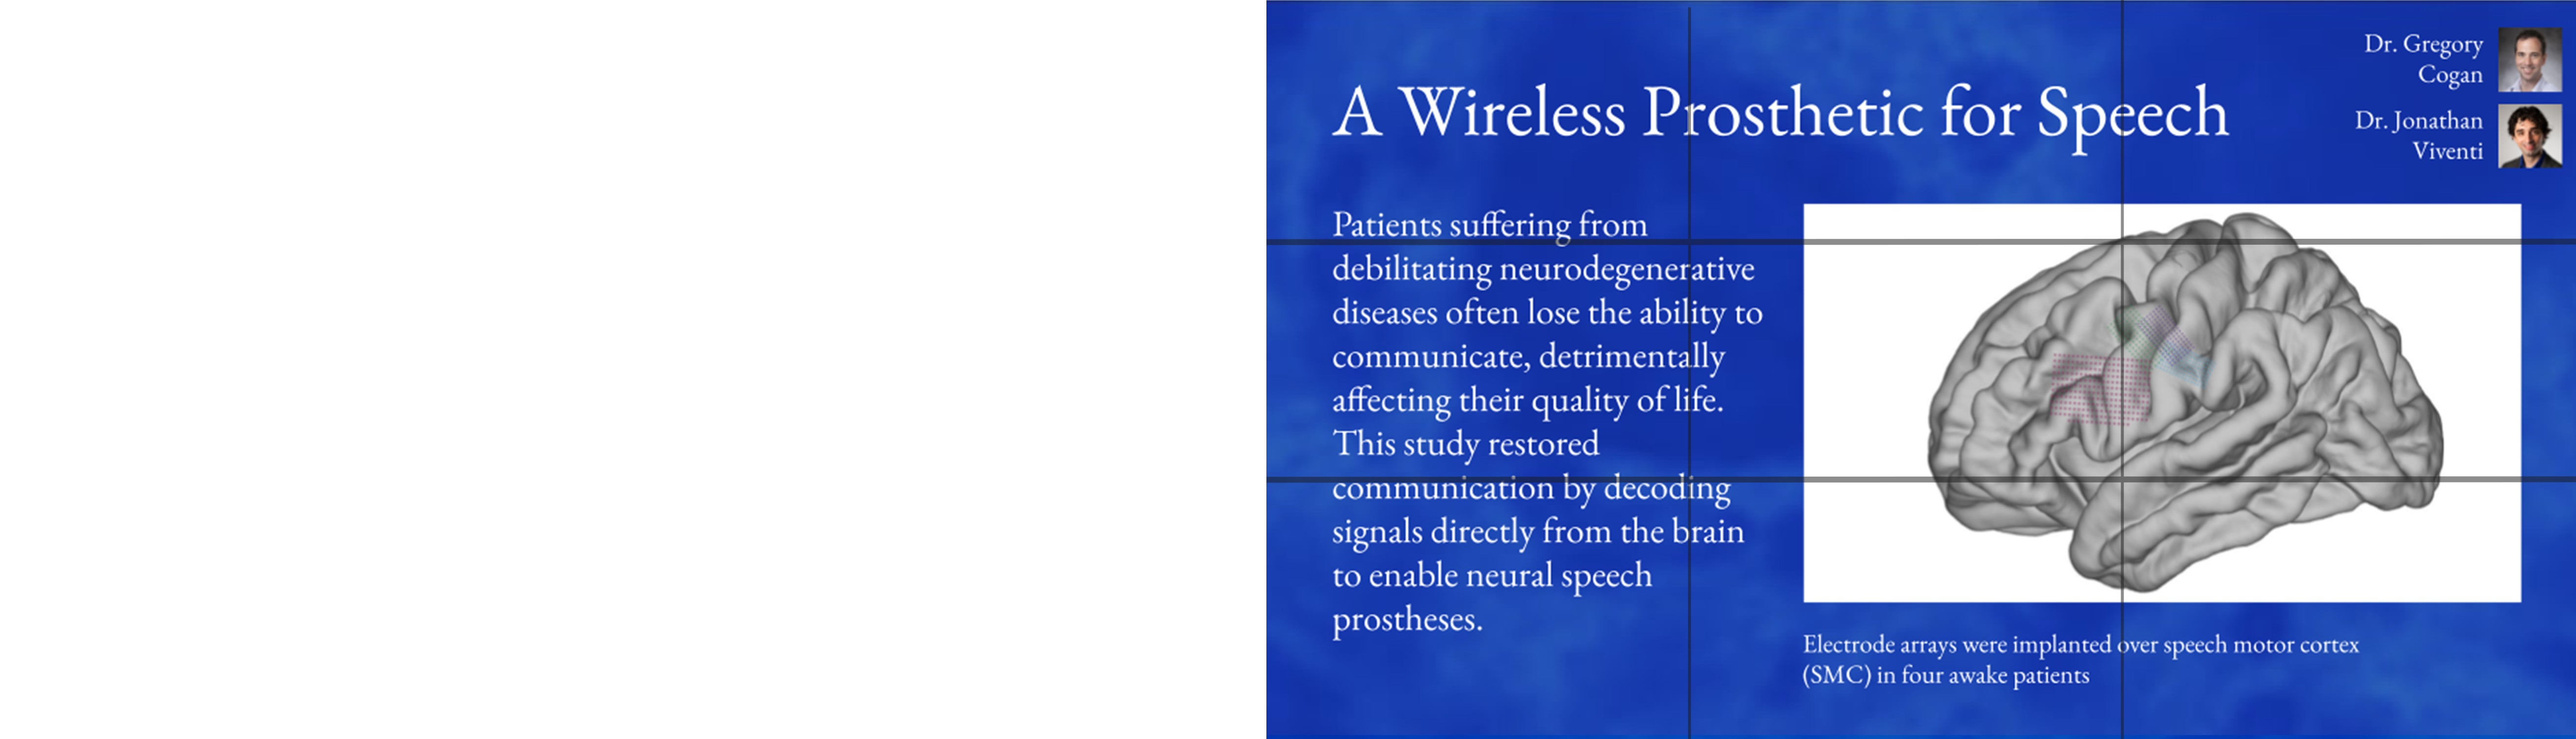 A Wireless Prosthetic for Speech
Dr. Gregory
Cogan
Dr. Jonathan
Viventi
Patients suffering from
debilitating neurodegenerative
diseases often lose the ability to
communicate, detrimentally
affecting their quality of life.
This study restored
communication by decoding
signals directly from the brain
to enable neural speech
prostheses.
Electrode arrays were implanted over speech motor cortex
(SMC) in four awake patients